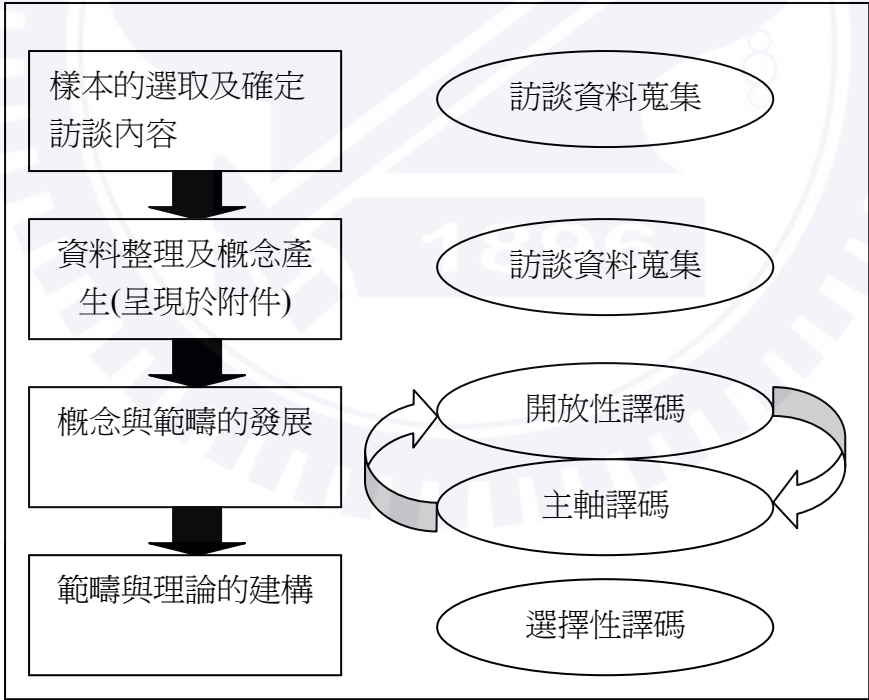 樣本的選取及確定
訪談內容
訪談資料蒐集
資料整理及概念產
生(呈現於附件)
訪談資料蒐集
1896
概念與範疇的發展
開放性譯碼
主軸譯碼
範疇與理論的建構
選擇性譯碼